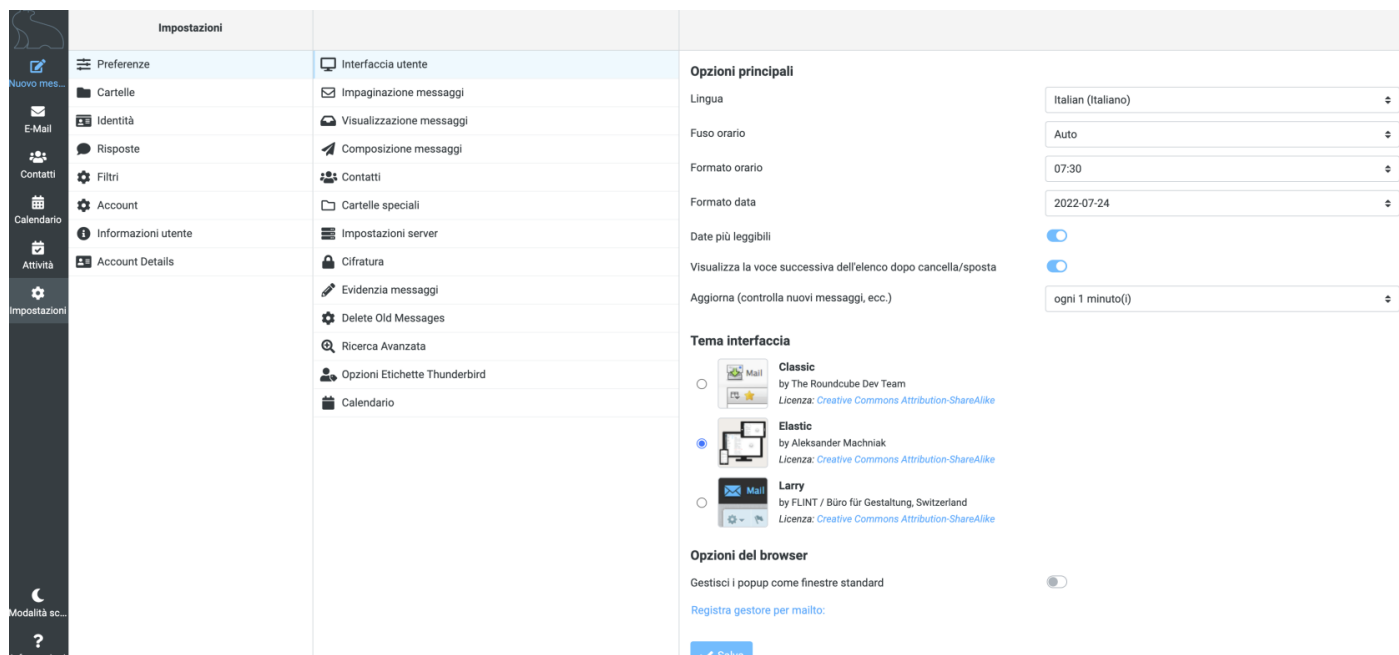 Impostazioni
Nuovo mes...
E-Mail
Contatti
Calendario
Attività
Impostazioni
Modalità sc...
?
Preferenze
Cartelle
Identità
Risposte
Filtri
Account
Informazioni utente
Account Details
Interfaccia utente
Impaginazione messaggi
Visualizzazione messaggi
Composizione messaggi
Contatti
Cartelle speciali
Impostazioni server
Cifratura
Evidenzia messaggi
Delete Old Messages
Ricerca Avanzata
Opzioni Etichette Thunderbird
Calendario
Opzioni principali
Lingua
Italian (Italiano)
Fuso orario
Auto
Formato orario
07:30
Formato data
2022-07-24
Date più leggibili
Visualizza la voce successiva dell'elenco dopo cancella/sposta
Aggiorna (controlla nuovi messaggi, ecc.)
ogni 1 minuto(i)
Tema interfaccia
Mail
Classic
by The Roundcube Dev Team
Licenza: Creative Commons Attribution-ShareAlike
Elastic
by Aleksander Machniak
Licenza: Creative Commons Attribution-ShareAlike
Mail
Larry
by FLINT / Büro für Gestaltung, Switzerland
Licenza: Creative Commons Attribution-ShareAlike
Opzioni del browser
Gestisci i popup come finestre standard
Registra gestore per mailto:
Salva